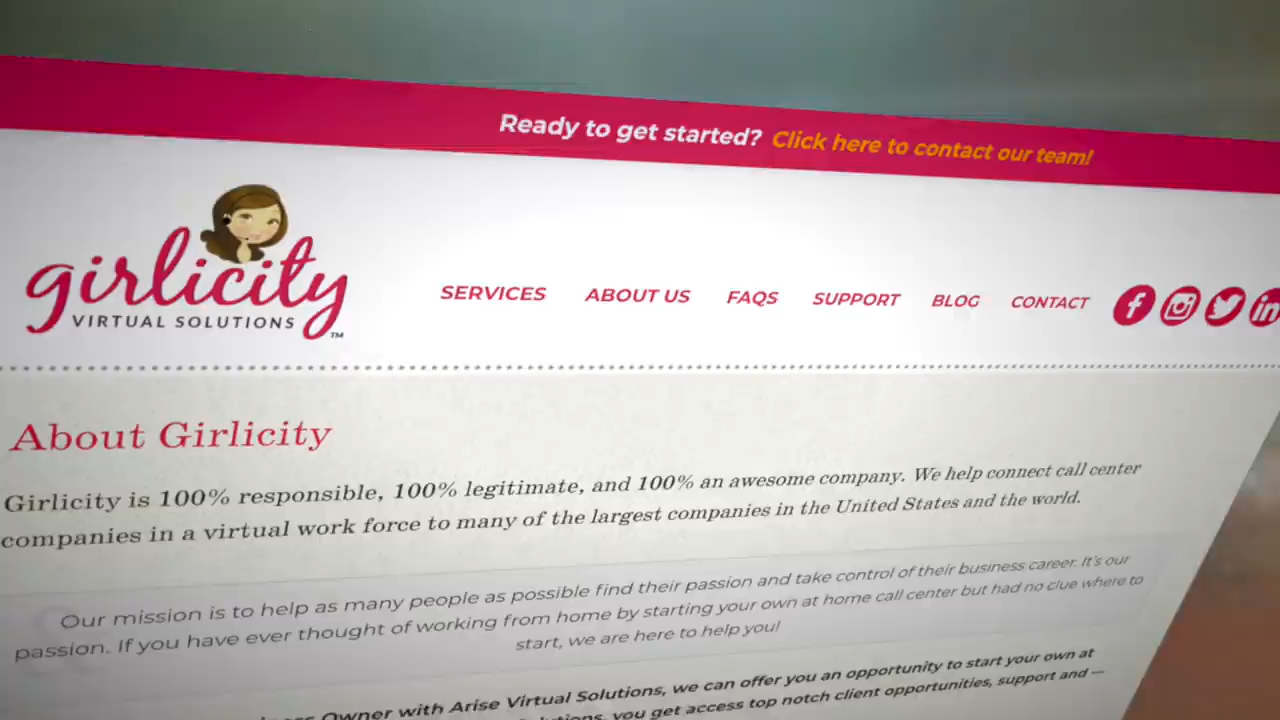 Ready to get started? Click here to contact our team!
girlicity
VIRTUAL SOLUTIONS
TM
SERVICES ABOUT US FAQS SUPPORT BLOG CONTACT
About Girlicity
Girlicity is 100% responsible, 100% legitimate, and 100% an awesome company. We help connect call center
companies in a virtual work force to many of the largest companies in the United States and the world.
Our mission is to help as many people as possible find their passion and take control of their business career. It's our
passion. If you have ever thought of working from home by starting your own at home call center but had no clue where to
start, we are here to help you!
Owner with Arise Virtual Solutions, we can offer you an opportunity to start your own at
you get access top notch client opportunities, support and —